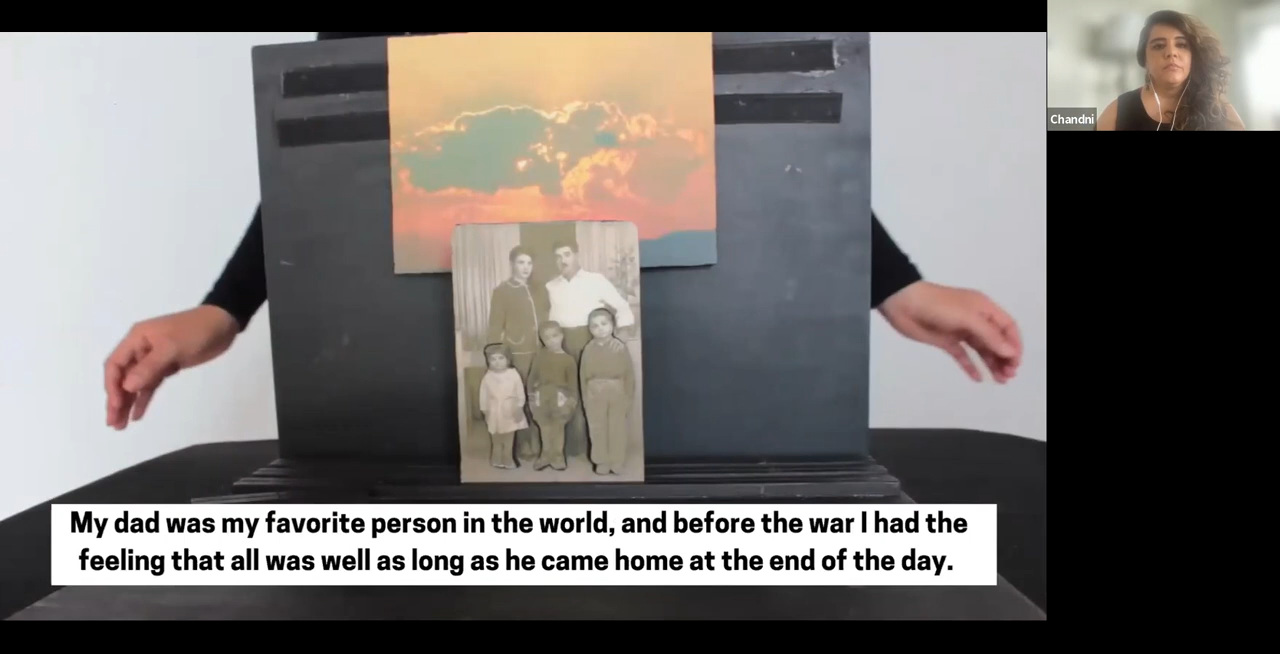 Chandni
My dad was my favorite person in the world, and before the war I had the
feeling that all was well as long as he came home at the end of the day.